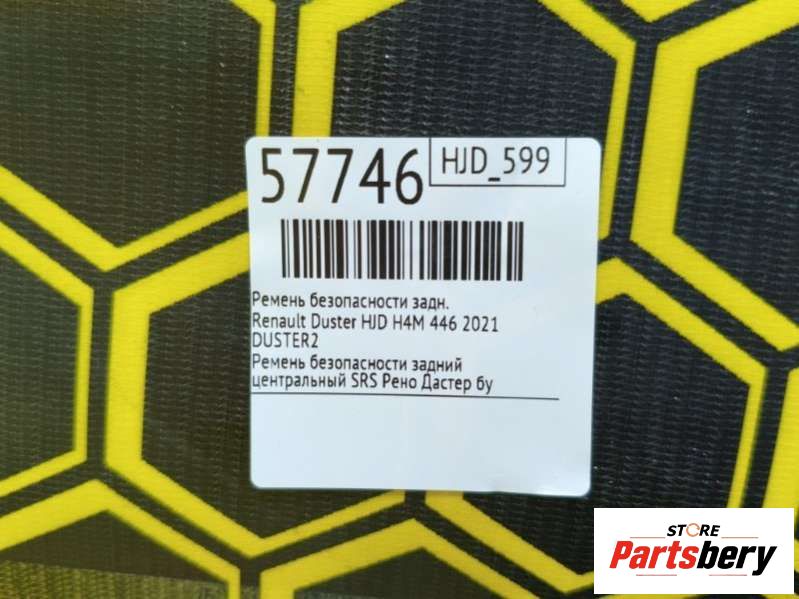 57746
HJD_599
Ремень безопасности задн.
Renault Duster HJD H4M 446 2021
DUSTER2
Ремень безопасности задний
центральный SRS Рено Дастер бу
STORE
Partsbery